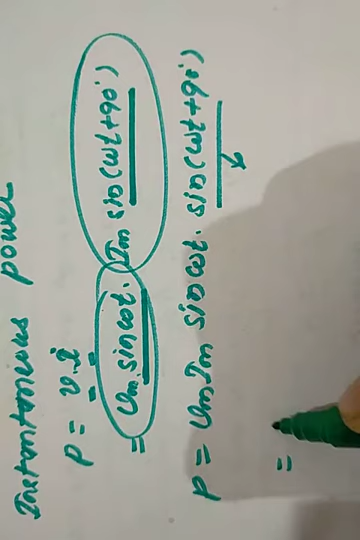 Instantaneous power
P = v.i
= Vm sinωt. Im sin(ωt+90°)
P = VmIm sinωt. sin(ωt+90°)
=